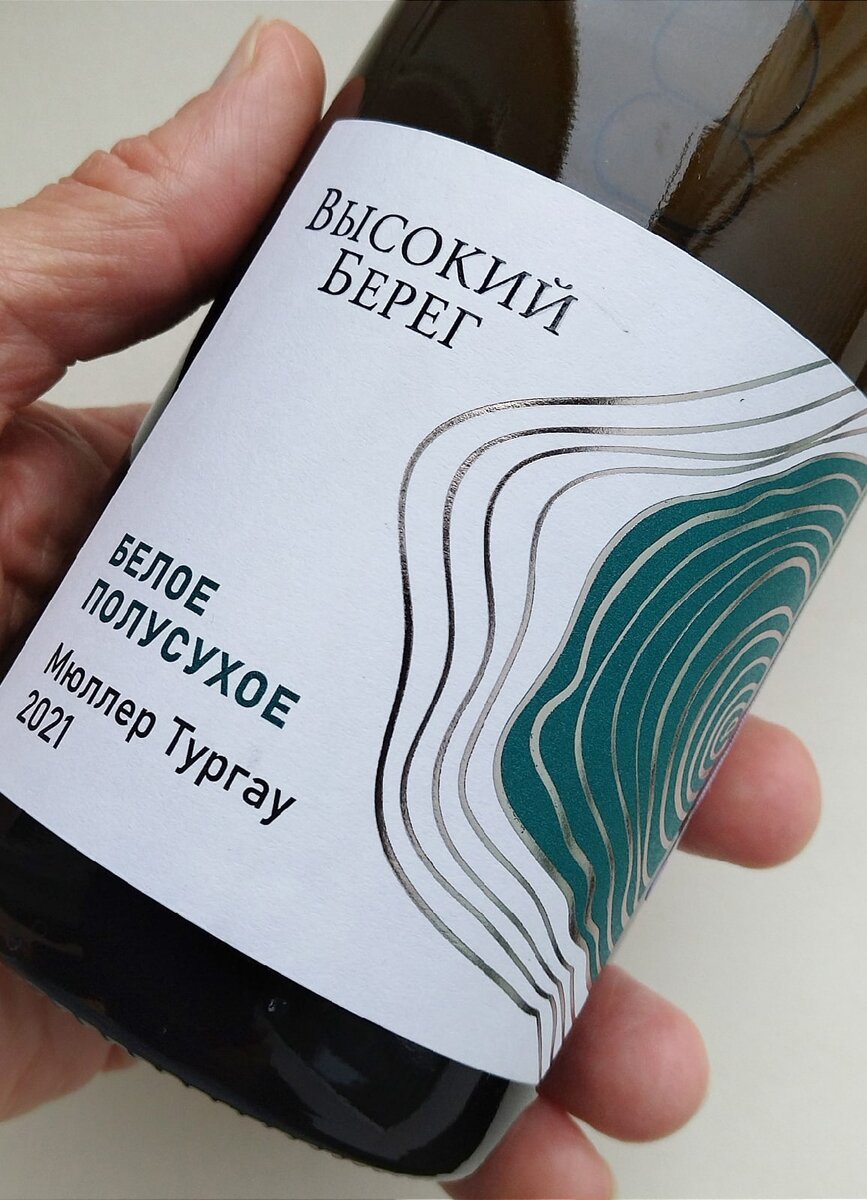 Высокий
Берег
БЕЛОЕ
ПОЛУСУХОЕ
Мюллер Тургау
2021